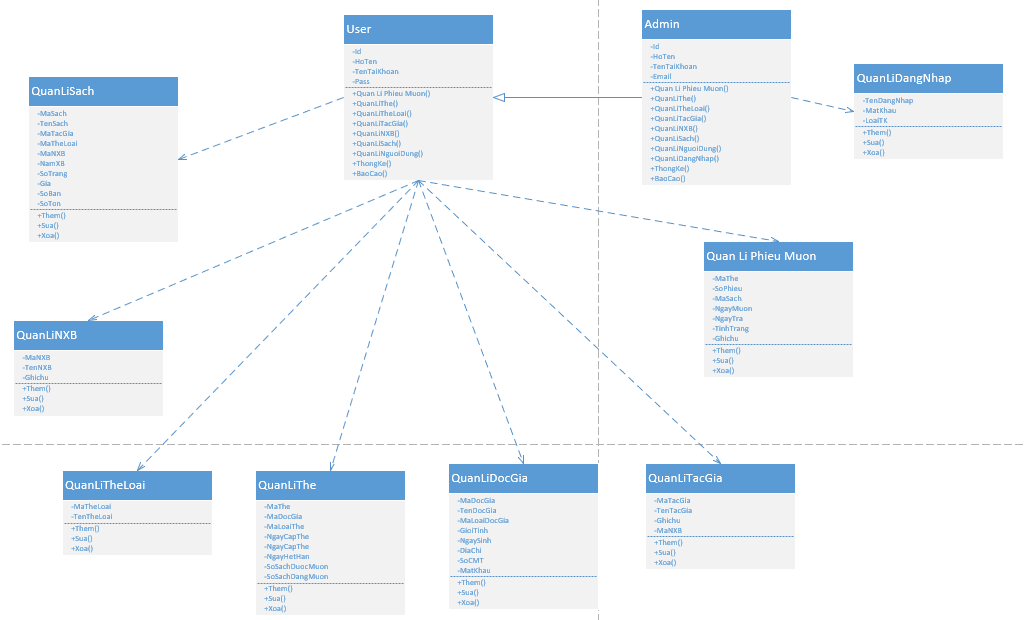 User
-Id
-HoTen
-TenTaiKhoan
-Pass
+Quan Li Phieu Muon()
+QuanLiThe()
+QuanLiTheLoai()
+QuanLiTacGia()
+QuanLiNXB()
+QuanLiSach()
+QuanLiNguoiDung()
+ThongKe()
+BaoCao()
Admin
-Id
-HoTen
-TenTaiKhoan
-Email
+Quan Li Phieu Muon()
+QuanLiThe()
+QuanLiTheLoai()
+QuanLiTacGia()
+QuanLiNXB()
+QuanLiSach()
+QuanLiNguoiDung()
+QuanLiDangNhap()
+ThongKe()
+BaoCao()
QuanLiDangNhap
-TenDangNhap
-MatKhau
-LoaiTK
+Them()
+Sua()
+Xoa()
QuanLiSach
-MaSach
-TenSach
-MaTacGia
-MaTheLoai
-MaNXB
-NamXB
-SoTrang
-Gia
-SoBan
-SoTon
+Them()
+Sua()
+Xoa()
Quan Li Phieu Muon
-MaThe
-SoPhieu
-MaSach
-NgayMuon
-NgayTra
-TinhTrang
-Ghichu
+Them()
+Sua()
+Xoa()
QuanLiNXB
-MaNXB
-TenNXB
-Ghichu
+Them()
+Sua()
+Xoa()
QuanLiTheLoai
-MaTheLoai
-TenTheLoai
+Them()
+Sua()
+Xoa()
QuanLiThe
-MaThe
-MaDocGia
-MaLoaiThe
-NgayCapThe
-NgayCapThe
-NgayHetHan
-SoSachDuocMuon
-SoSachDangMuon
+Them()
+Sua()
+Xoa()
QuanLiDocGia
-MaDocGia
-TenDocGia
-MaLoaiDocGia
-GioiTinh
-NgaySinh
-DiaChi
-SoCMT
-MatKhau
+Them()
+Sua()
+Xoa()
QuanLiTacGia
-MaTacGia
-TenTacGia
-Ghichu
-MaNXB
+Them()
+Sua()
+Xoa()